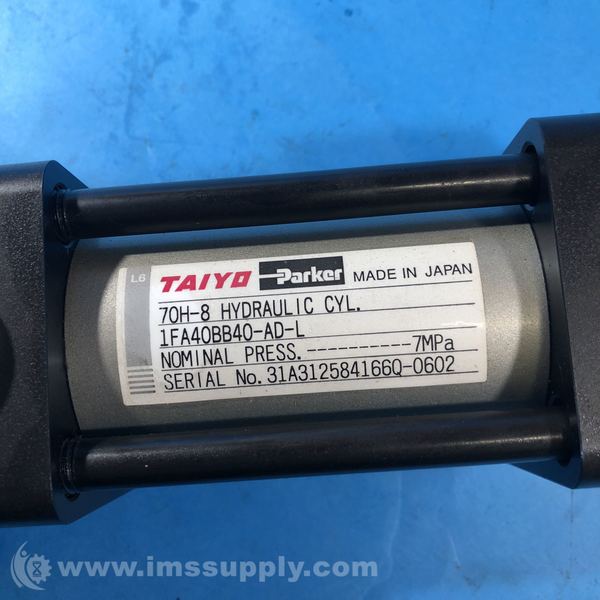 L6 TAIYO Parker MADE IN JAPAN
70H-8 HYDRAULIC CYL.
1FA40BB40-AD-L
NOMINAL PRESS.-----------7MPa
SERIAL No.31A312584166Q-0602
www.imssupply.com